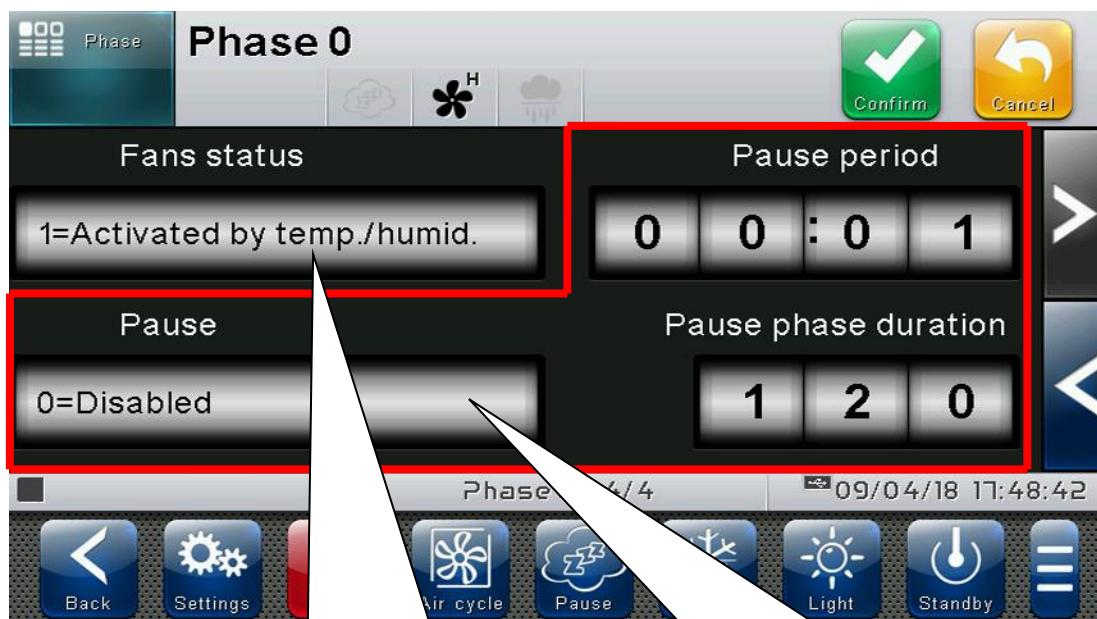 Phase
Phase 0
H
Confirm
Cancel
Fans status
Pause period
1=Activated by temp./humid.
0 0 : 0 1
Pause
Pause phase duration
0=Disabled
1 2 0
Phase 4/4
09/04/18 17:48:42
Back
Settings
Air cycle
Pause
Light
Standby